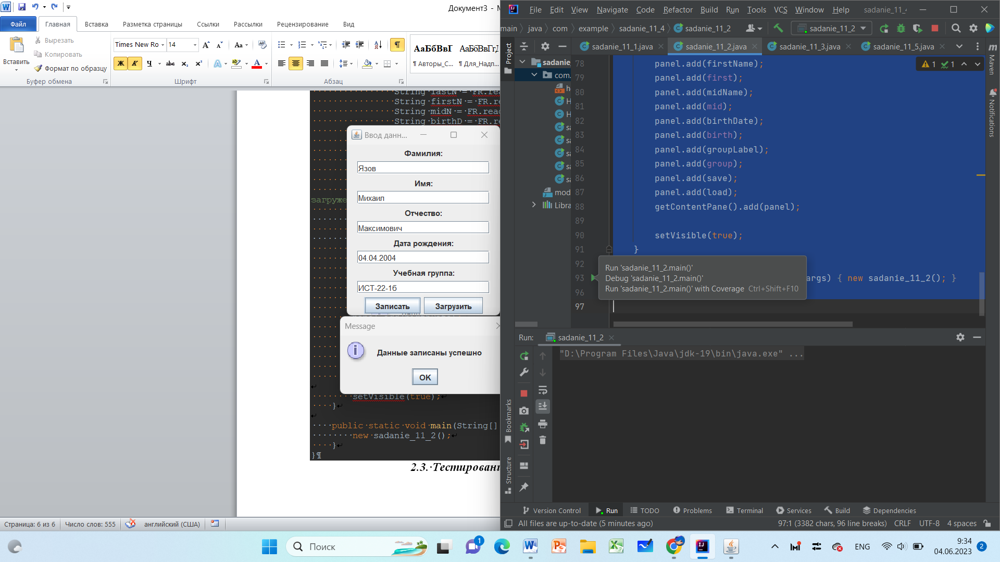 Документ3 - M
Файл
Главная
Вставка
Разметка страницы
Ссылки
Рассылки
Рецензирование
Вид
Вставить
Вырезать
Копировать
Формат по образцу
Буфер обмена
Times New Ro
14
Ж К Ч abc x₂ x²
Шрифт
Абзац
АаБбВвГ
АаБбВвГгД
¶ Авторы_С...
¶ Для_Надп...
String lastN = FR.rea
String firstN = FR.re
String midN = FR.read
String birthD = FR.re
загруже
setVisible(true);
}
public static void main(String[]
new sadanie_11_2();
}
}¶
2.3. Тестировани
Ввод данн...
Фамилия:
Язов
Имя:
Михаил
Отчество:
Максимович
Дата рождения:
04.04.2004
Учебная группа:
ИСТ-22-1б
Записать
Загрузить
Message
Данные записаны успешно
OK
Страница: 6 из 6
Число слов: 555
английский (США)
File Edit View Navigate Code Refactor Build Run Tools VCS Window Help sadanie_11_4
main
java
com
example
sadanie_11_4
sadanie_11_2
sadanie_11_2
Project
sadanie_11_1.java
sadanie_11_2.java
sadanie_11_3.java
sadanie_11_5.java
sadanie
com.
h
H
H
sa
sa
sa
sa
sa
mod
Libra
1
1
78 panel.add(firstName);
79 panel.add(first);
80 panel.add(midName);
81 panel.add(mid);
82 panel.add(birthDate);
83 panel.add(birth);
84 panel.add(groupLabel);
85 panel.add(group);
86 panel.add(save);
87 panel.add(load);
88 getContentPane().add(panel);
89
90 setVisible(true);
91 }
92
93 args) { new sadanie_11_2(); }
96
97
Run 'sadanie_11_2.main()'
Debug 'sadanie_11_2.main()'
Run 'sadanie_11_2.main()' with Coverage Ctrl+Shift+F10
Maven
Notifications
Run:
sadanie_11_2
"D:\Program Files\Java\jdk-19\bin\java.exe" ...
Bookmarks
Structure
Version Control
Run
TODO
Problems
Terminal
Services
Build
Dependencies
All files are up-to-date (5 minutes ago)
97:1 (3382 chars, 96 line breaks)
CRLF
UTF-8
4 spaces
Поиск
1
ENG
9:34
04.06.2023
2